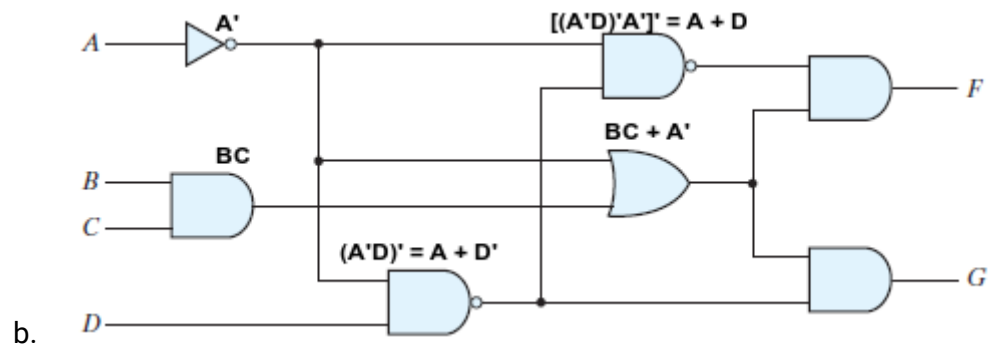 A' [(A'D)'A']' = A + D
A
F
BC + A'
BC
B
C
(A'D)' = A + D'
G
b. D